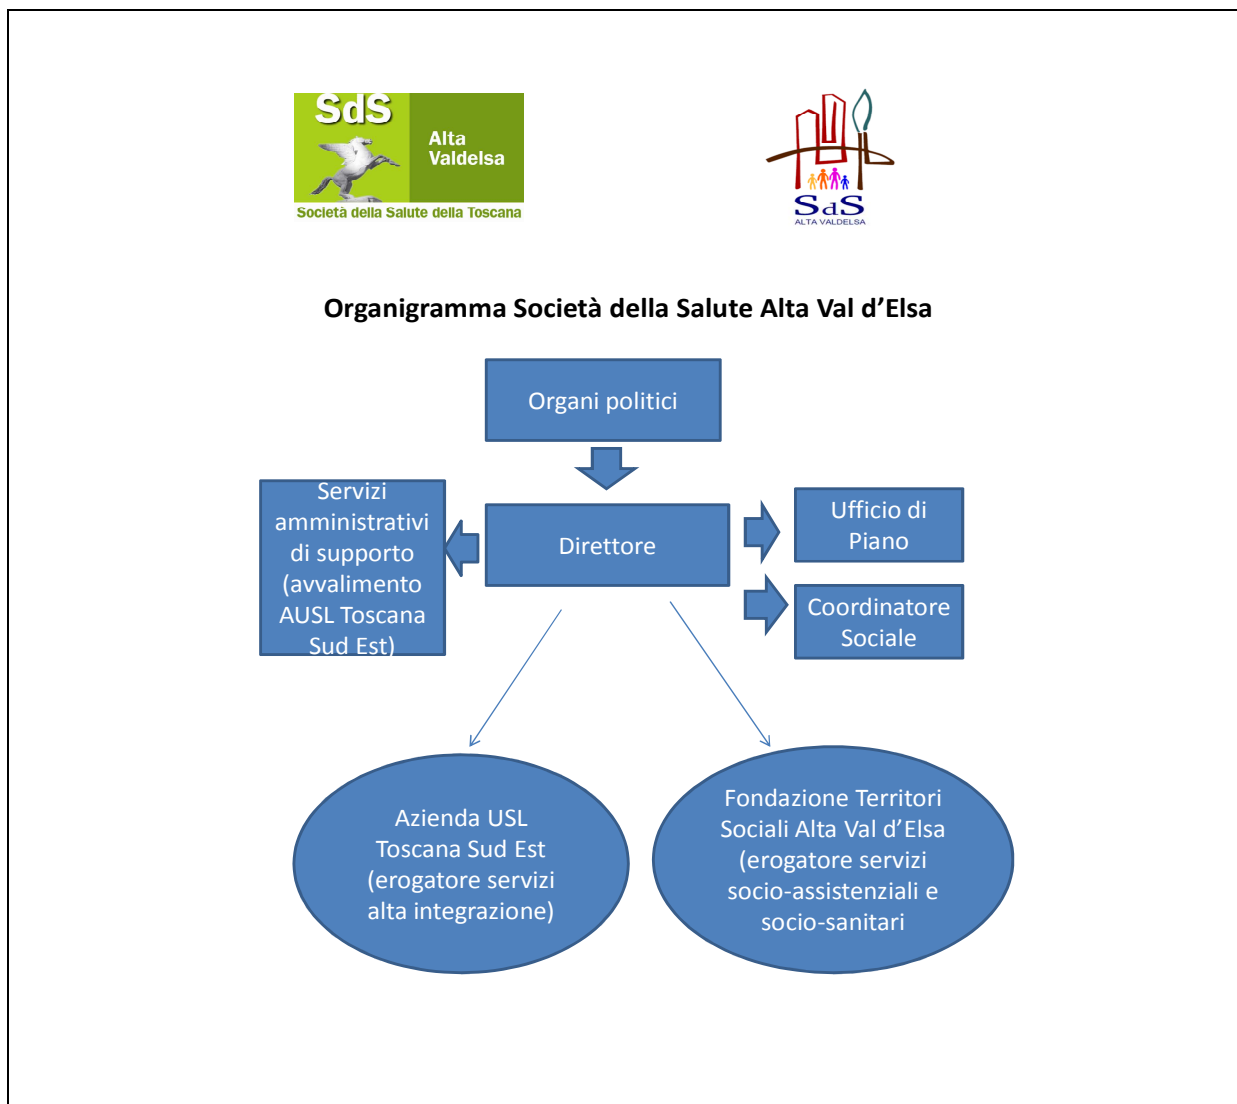 SdS
Alta
Valdelsa
Società della Salute della Toscana
SdS
ALTA VALDELSA
Organigramma Società della Salute Alta Val d’Elsa
Organi politici
Servizi
amministrativi
di supporto
(avvalimento
AUSL Toscana
Sud Est)
Direttore
Ufficio di
Piano
Coordinatore
Sociale
Azienda USL
Toscana Sud Est
(erogatore servizi
alta integrazione)
Fondazione Territori
Sociali Alta Val d’Elsa
(erogatore servizi
socio-assistenziali e
socio-sanitari